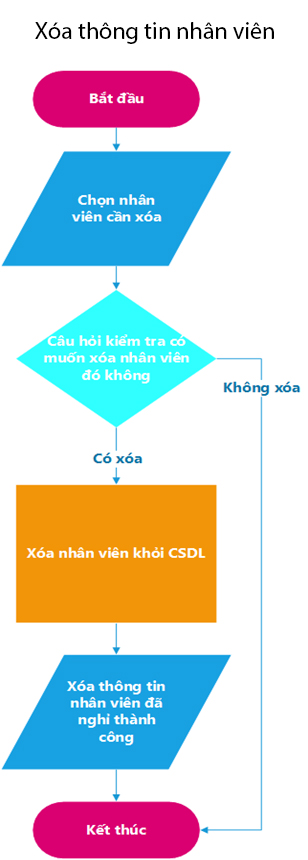 Xóa thông tin nhân viên
Bắt đầu
Chọn nhân
viên cần xóa
Câu hỏi kiểm tra có
muốn xóa nhân viên
đó không
Không xóa
Có xóa
Xóa nhân viên khỏi CSDL
Xóa thông tin
nhân viên đã
nghỉ thành
công
Kết thúc